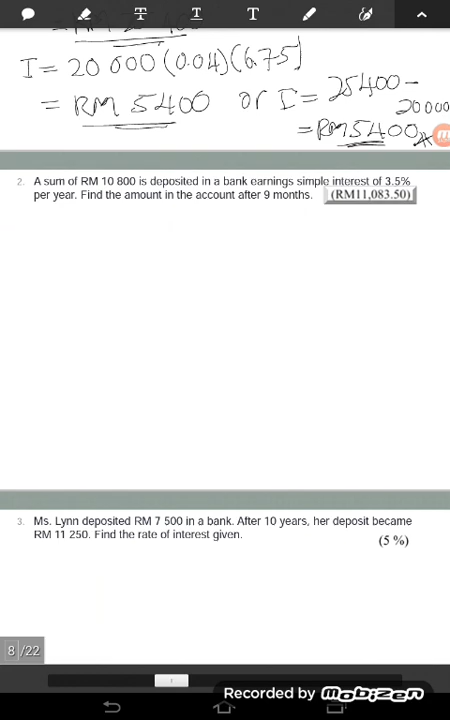 I = 20 000 (0.04)(6.75)
= RM 5400 or I = 25400 -
20000
= RM5400
2. A sum of RM 10 800 is deposited in a bank earnings simple interest of 3.5%
per year. Find the amount in the account after 9 months. (RM11,083.50)
3. Ms. Lynn deposited RM 7 500 in a bank. After 10 years, her deposit became
RM 11 250. Find the rate of interest given.
(5 %)
8 /22
Recorded by mobizen